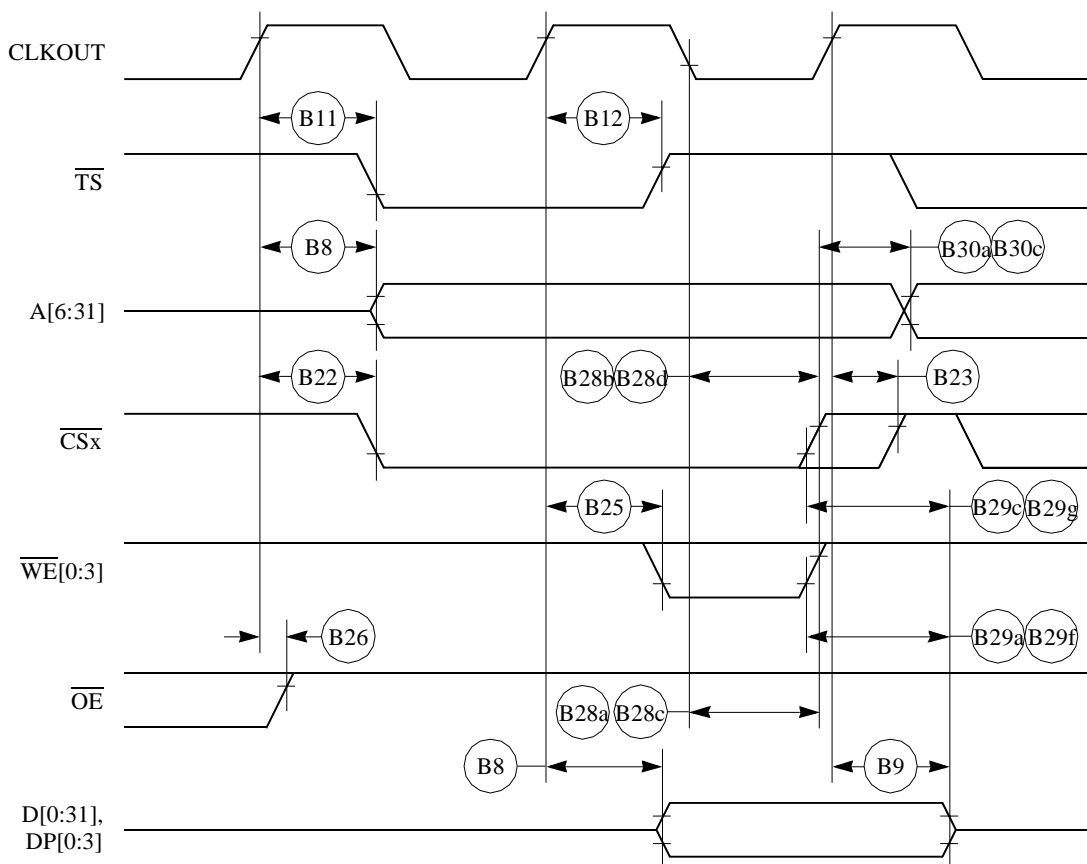 CLKOUT
B11
B12
TS
B8
B30a B30c
A[6:31]
B22
B28b B28d
B23
CSx
B25
B29c B29g
WE[0:3]
B26
B29a B29f
OE
B28a B28c
B8
B9
D[0:31],
DP[0:3]